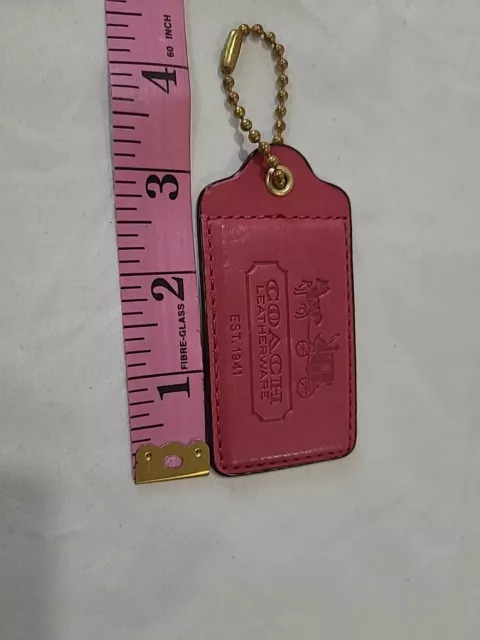 60 INCH
4
3
2
1
FIBRE-GLASS
COACH
LEATHERWARE
EST. 1941